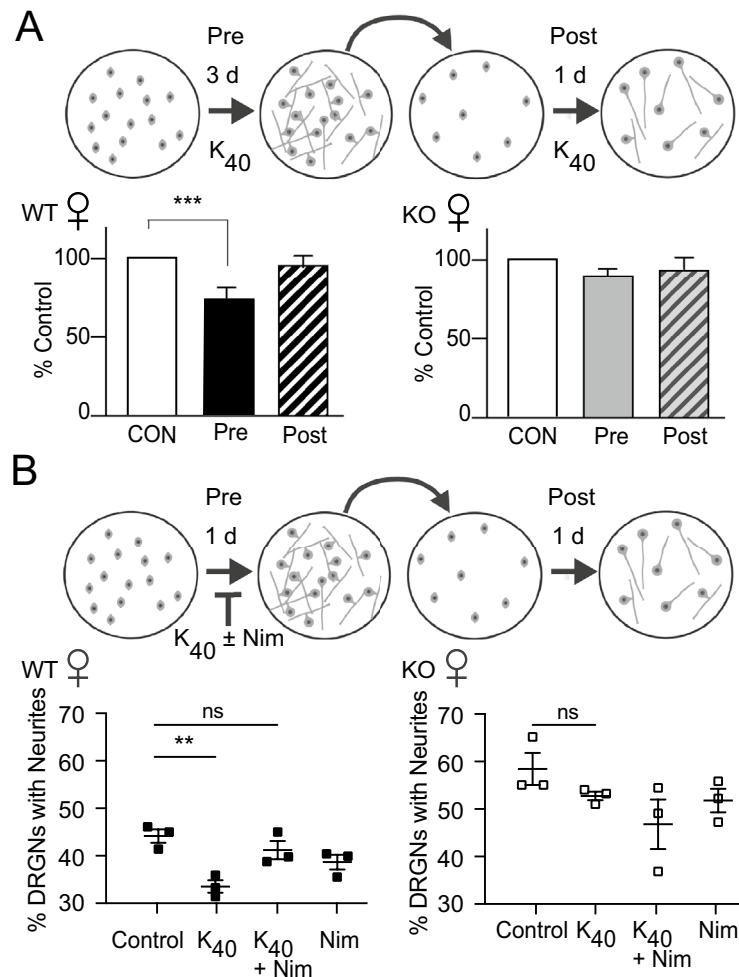 A
Pre
Post
3 d
1 d
K40
K40
WT ♀
KO ♀
***
% Control
100
50
0
CON
Pre
Post
% Control
100
50
0
CON
Pre
Post
B
Pre
Post
1 d
1 d
K40 ± Nim
WT ♀
KO ♀
% DRGNs with Neurites
70
60
50
40
30
ns
**
Control
K40
K40 + Nim
Nim
% DRGNs with Neurites
70
60
50
40
30
ns
Control
K40
K40 + Nim
Nim